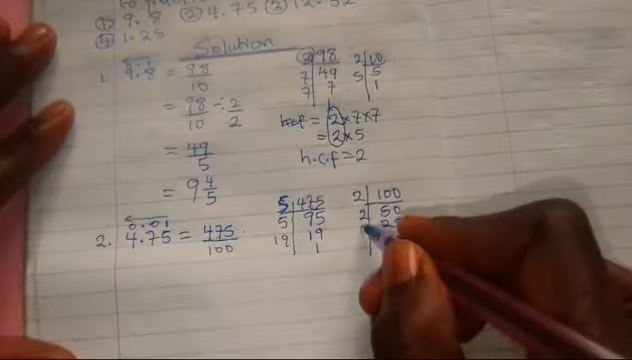 ① 9.8 ② 4.75 ③ 12.52
④ 1.25
Solution
1. 9.8 = 98/10
= 98/10 ÷ 2/2
= 49/5
= 9 4/5
2 | 98
7 | 49
7 | 7
1
2 | 10
5 | 5
1
h.c.f = 2×7×7
= 2×5
h.c.f = 2
2. 4.75 = 475/100
5 | 475
5 | 95
19 | 19
1
2 | 100
2 | 50